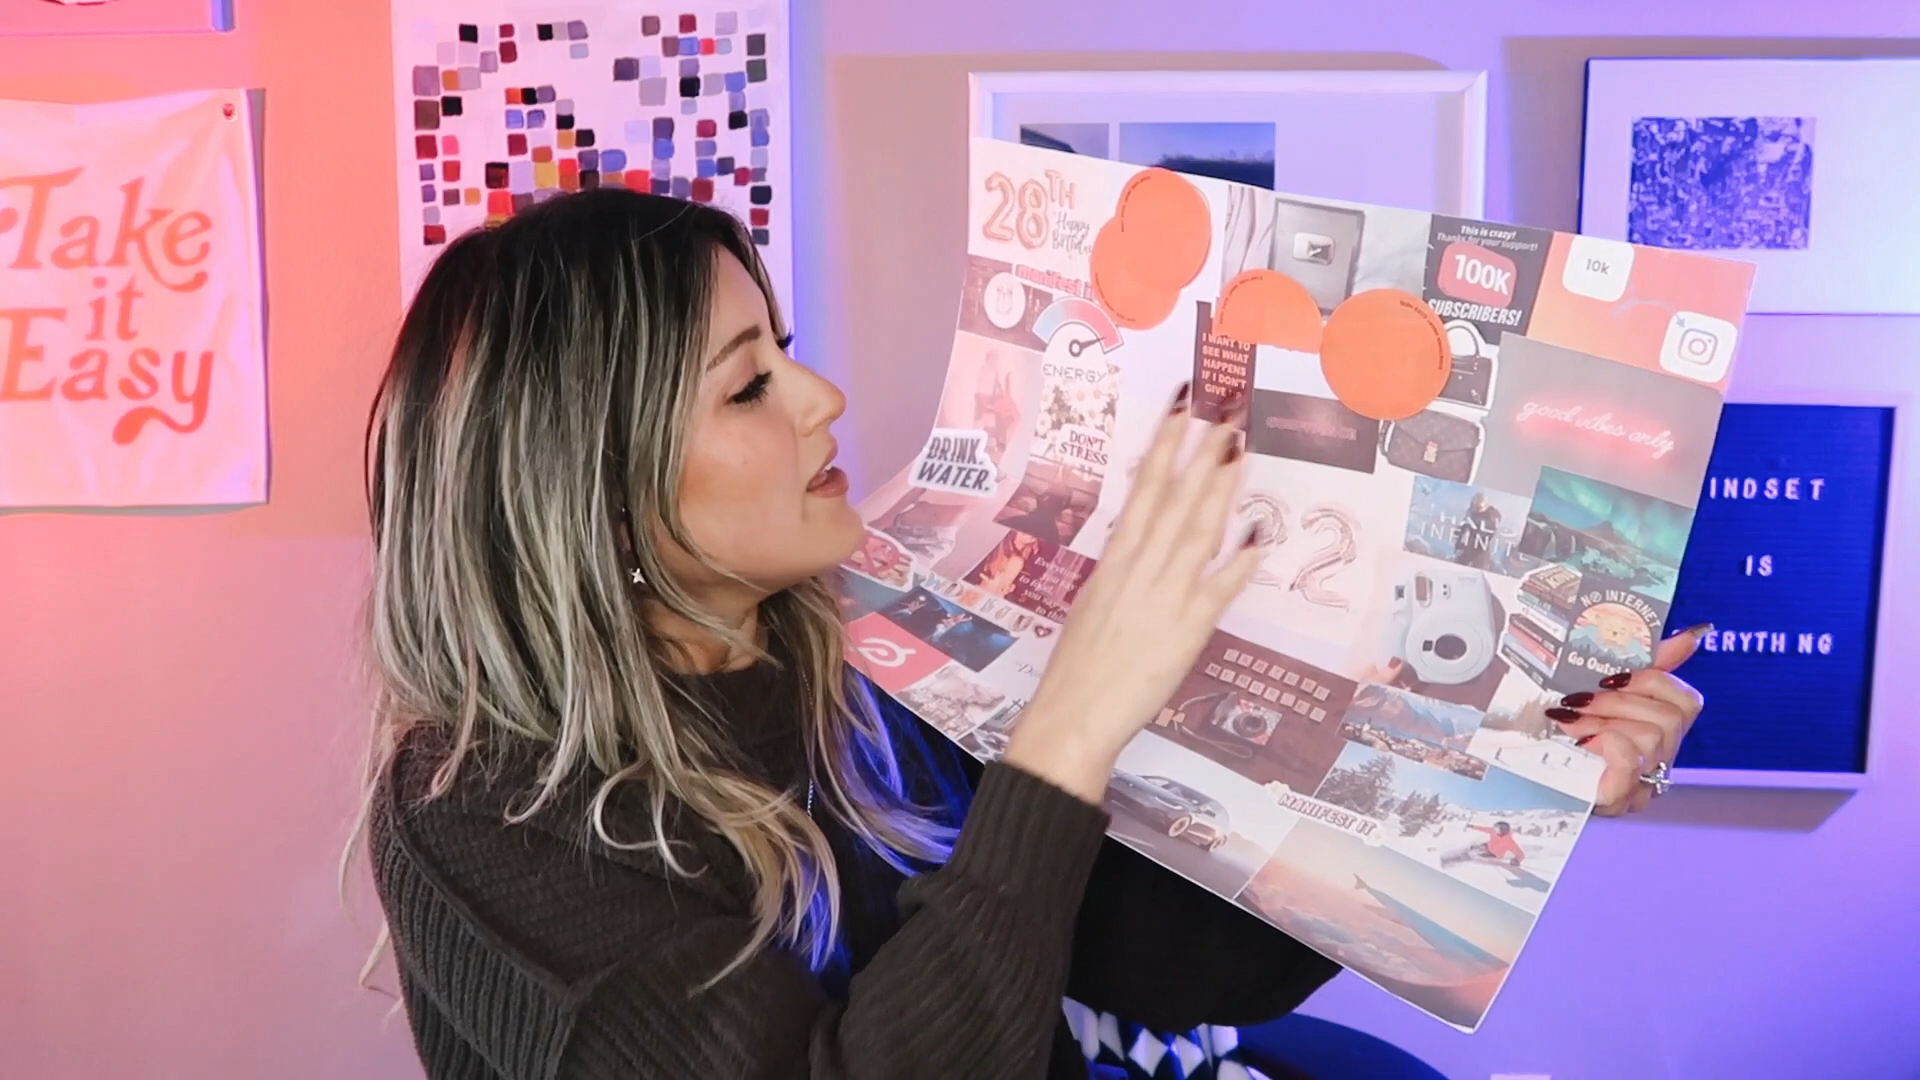 Take
it
Easy
28TH
Happy
Birthday
manifest it
ENERGY
DON'T
STRESS
DRINK
WATER.
I WANT TO
SEE WHAT
HAPPENS
IF I DON'T
GIVE UP
This is crazy!
Thanks for your support!
100K
SUBSCRIBERS!
10k
good vibes only
HALO
INFINITE
22
NO INTERNET
Go Outside
WORKOUT
Everything
MANIFEST IT
INDSET
IS
ERYTH NG